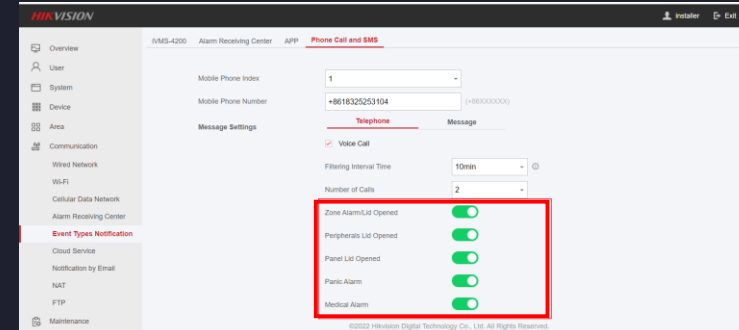 HIKVISION
installer Exit
IVMS-4200 Alarm Receiving Center APP Phone Call and SMS
Overview
User
System
Device
Area
Communication
Wired Network
Wi-Fi
Cellular Data Network
Alarm Receiving Center
Event Types Notification
Cloud Service
Notification by Email
NAT
FTP
Maintenance
Mobile Phone Index 1
Mobile Phone Number +8618325253104 (+86XXXXXX)
Message Settings Telephone Message
Voice Call
Filtering Interval Time 10min
Number of Calls 2
Zone Alarm/Lid Opened
Peripherals Lid Opened
Panel Lid Opened
Panic Alarm
Medical Alarm
©2022 Hikvision Digital Technology Co., Ltd. All Rights Reserved.